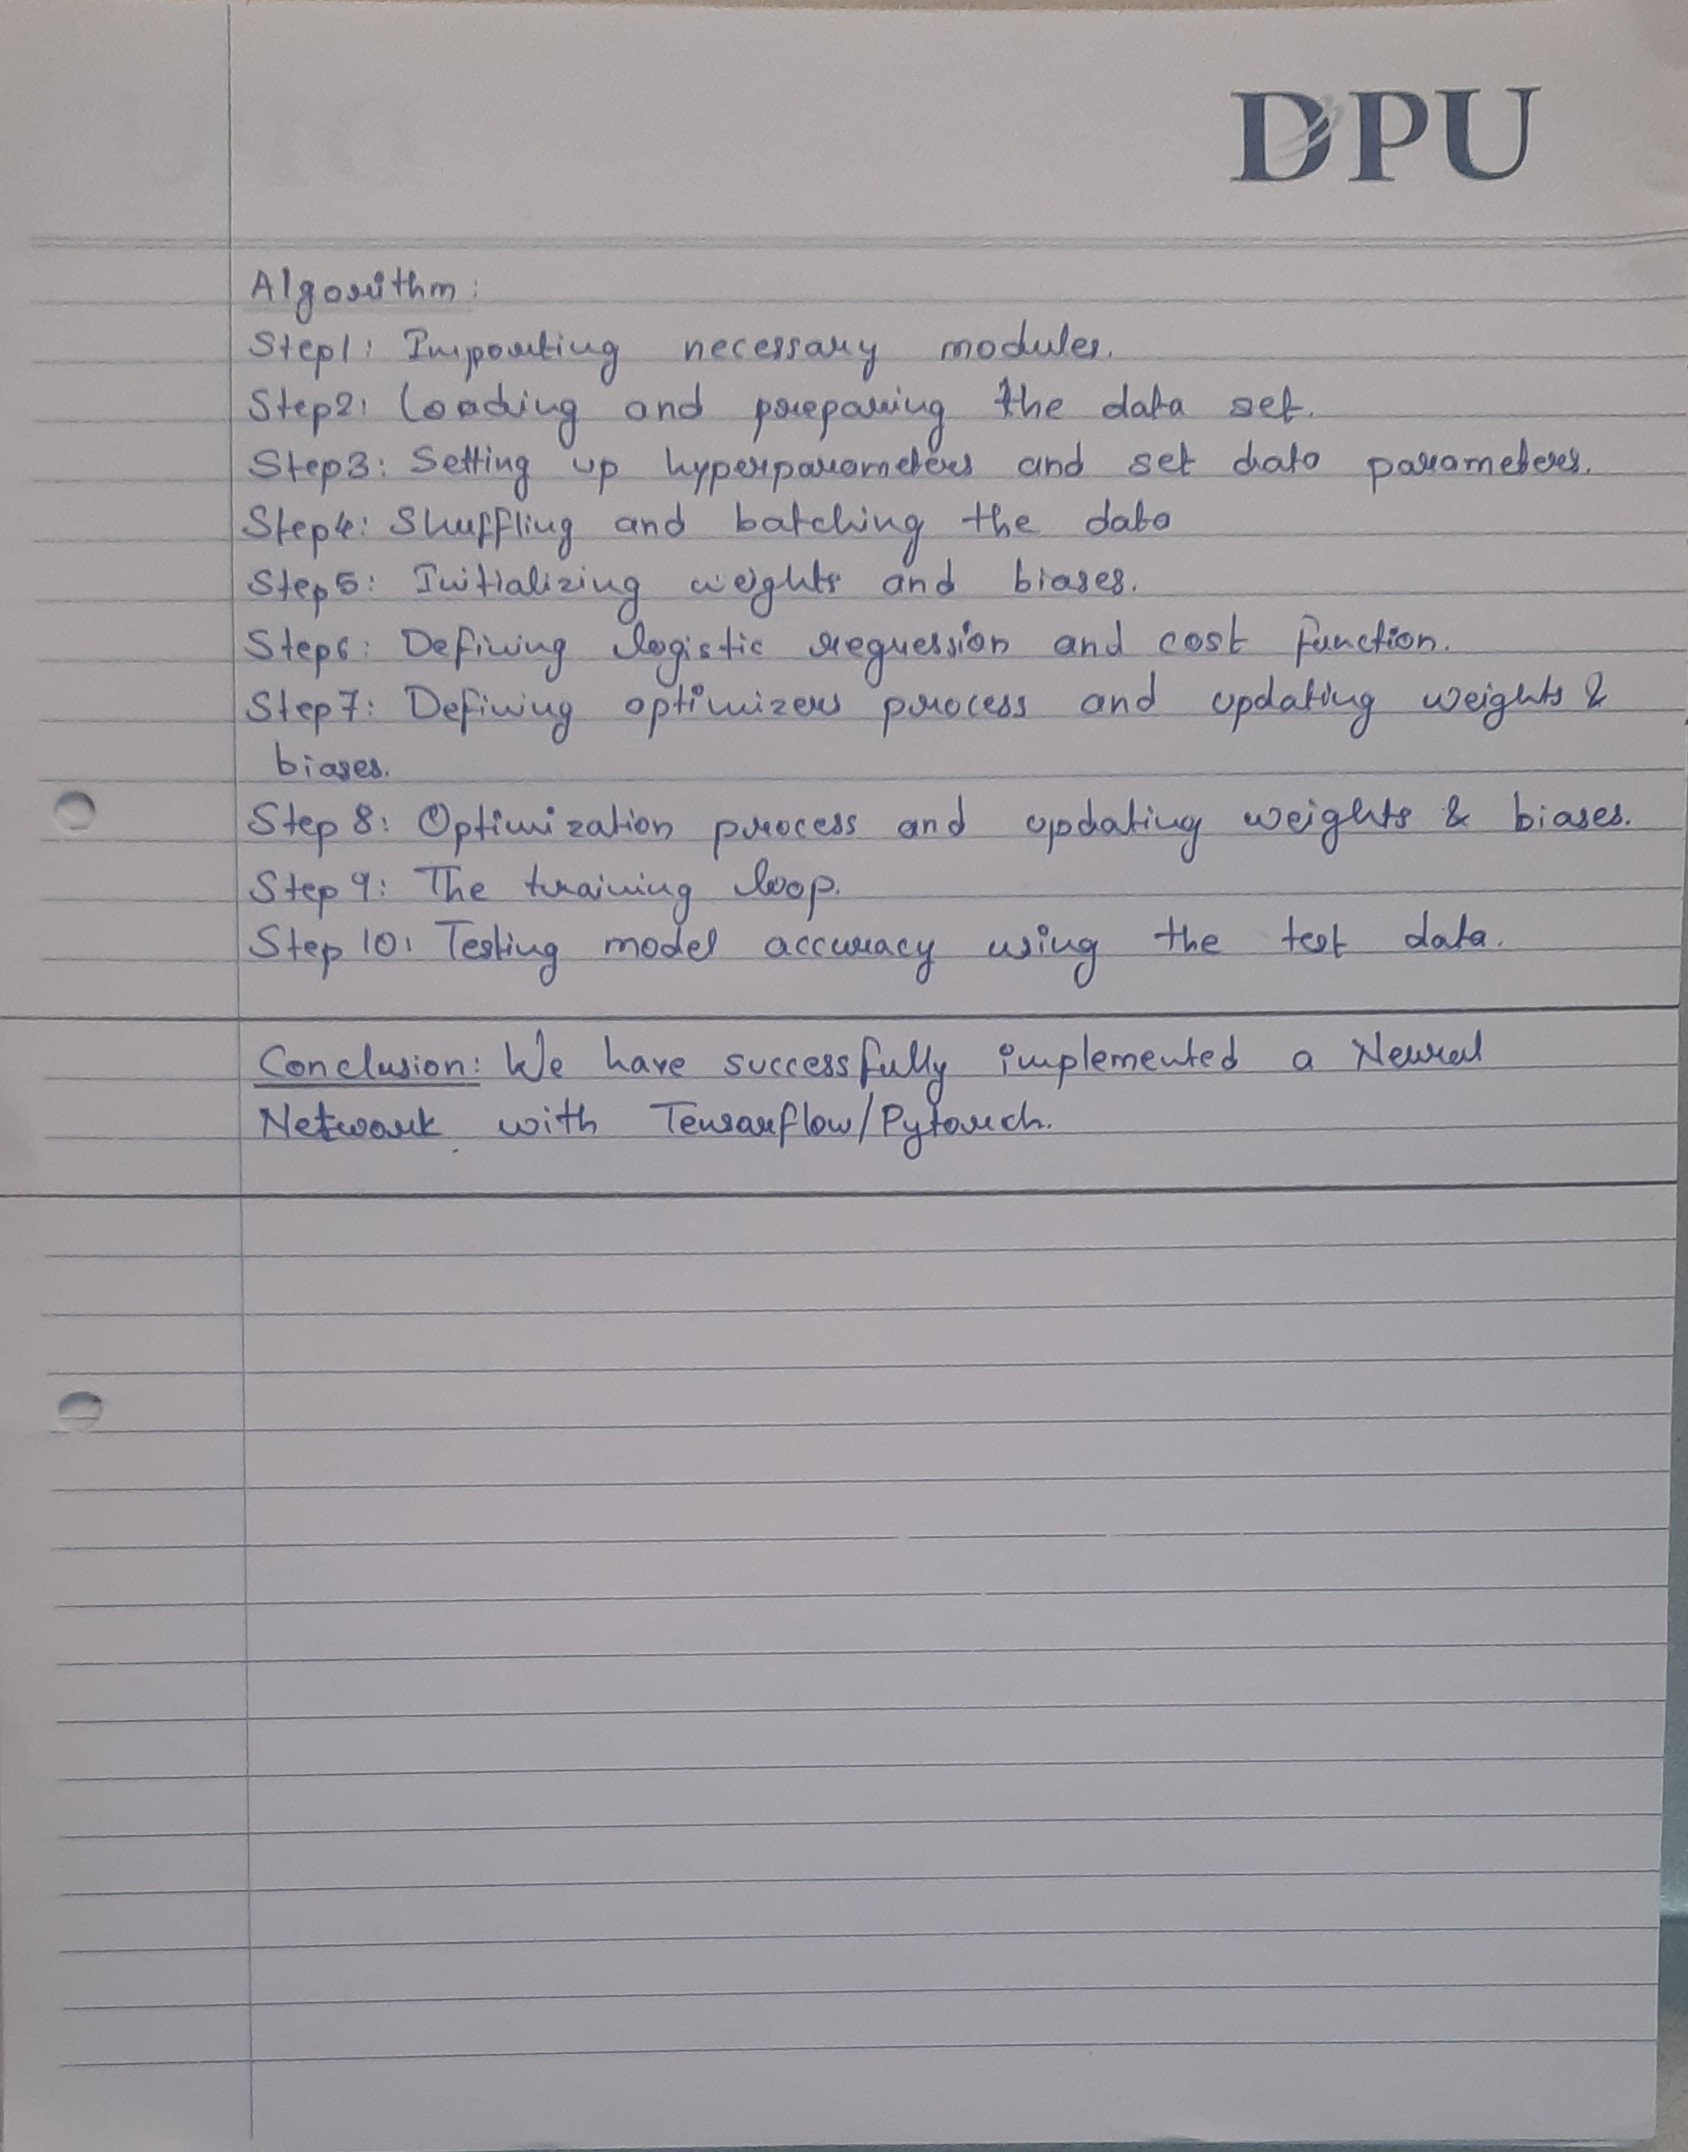 DPU
Algorithm:
Step1: Importing necessary modules.
Step2: Loading and preparing the data set.
Step3: Setting up hyperparameters and set data parameters.
Step4: Shuffling and batching the data
Step5: Initializing weights and biases.
Step6: Defining logistic regression and cost function.
Step7: Defining optimizers process and updating weights &
biases.
Step 8: Optimization process and updating weights & biases.
Step 9: The training loop.
Step 10: Testing model accuracy using the test data.
Conclusion: We have successfully implemented a Neural
Network with Tensorflow/Pytorch.